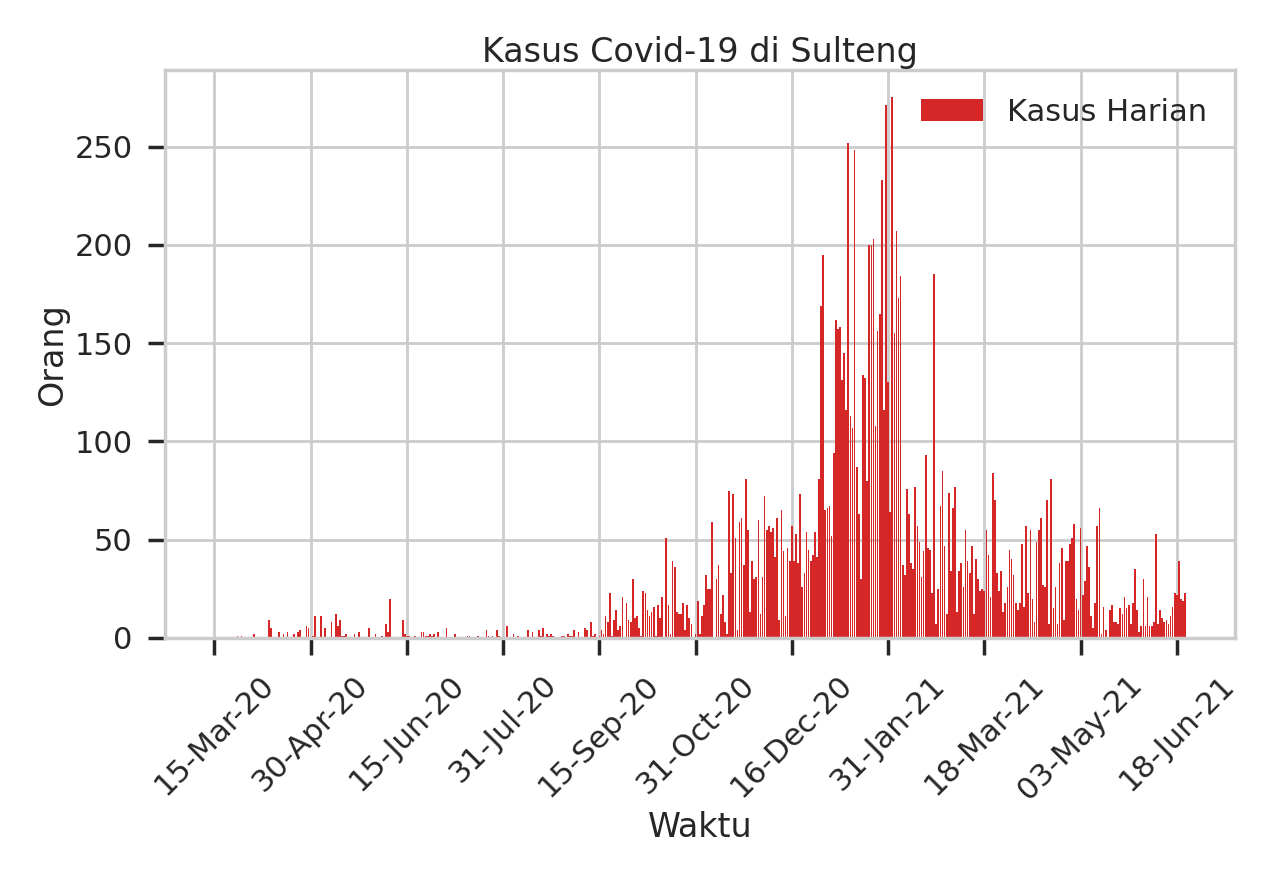 Kasus Covid-19 di Sulteng
Kasus Harian
Orang
250
200
150
100
50
0
15-Mar-20
30-Apr-20
15-Jun-20
31-Jul-20
15-Sep-20
31-Oct-20
16-Dec-20
31-Jan-21
18-Mar-21
03-May-21
18-Jun-21
Waktu